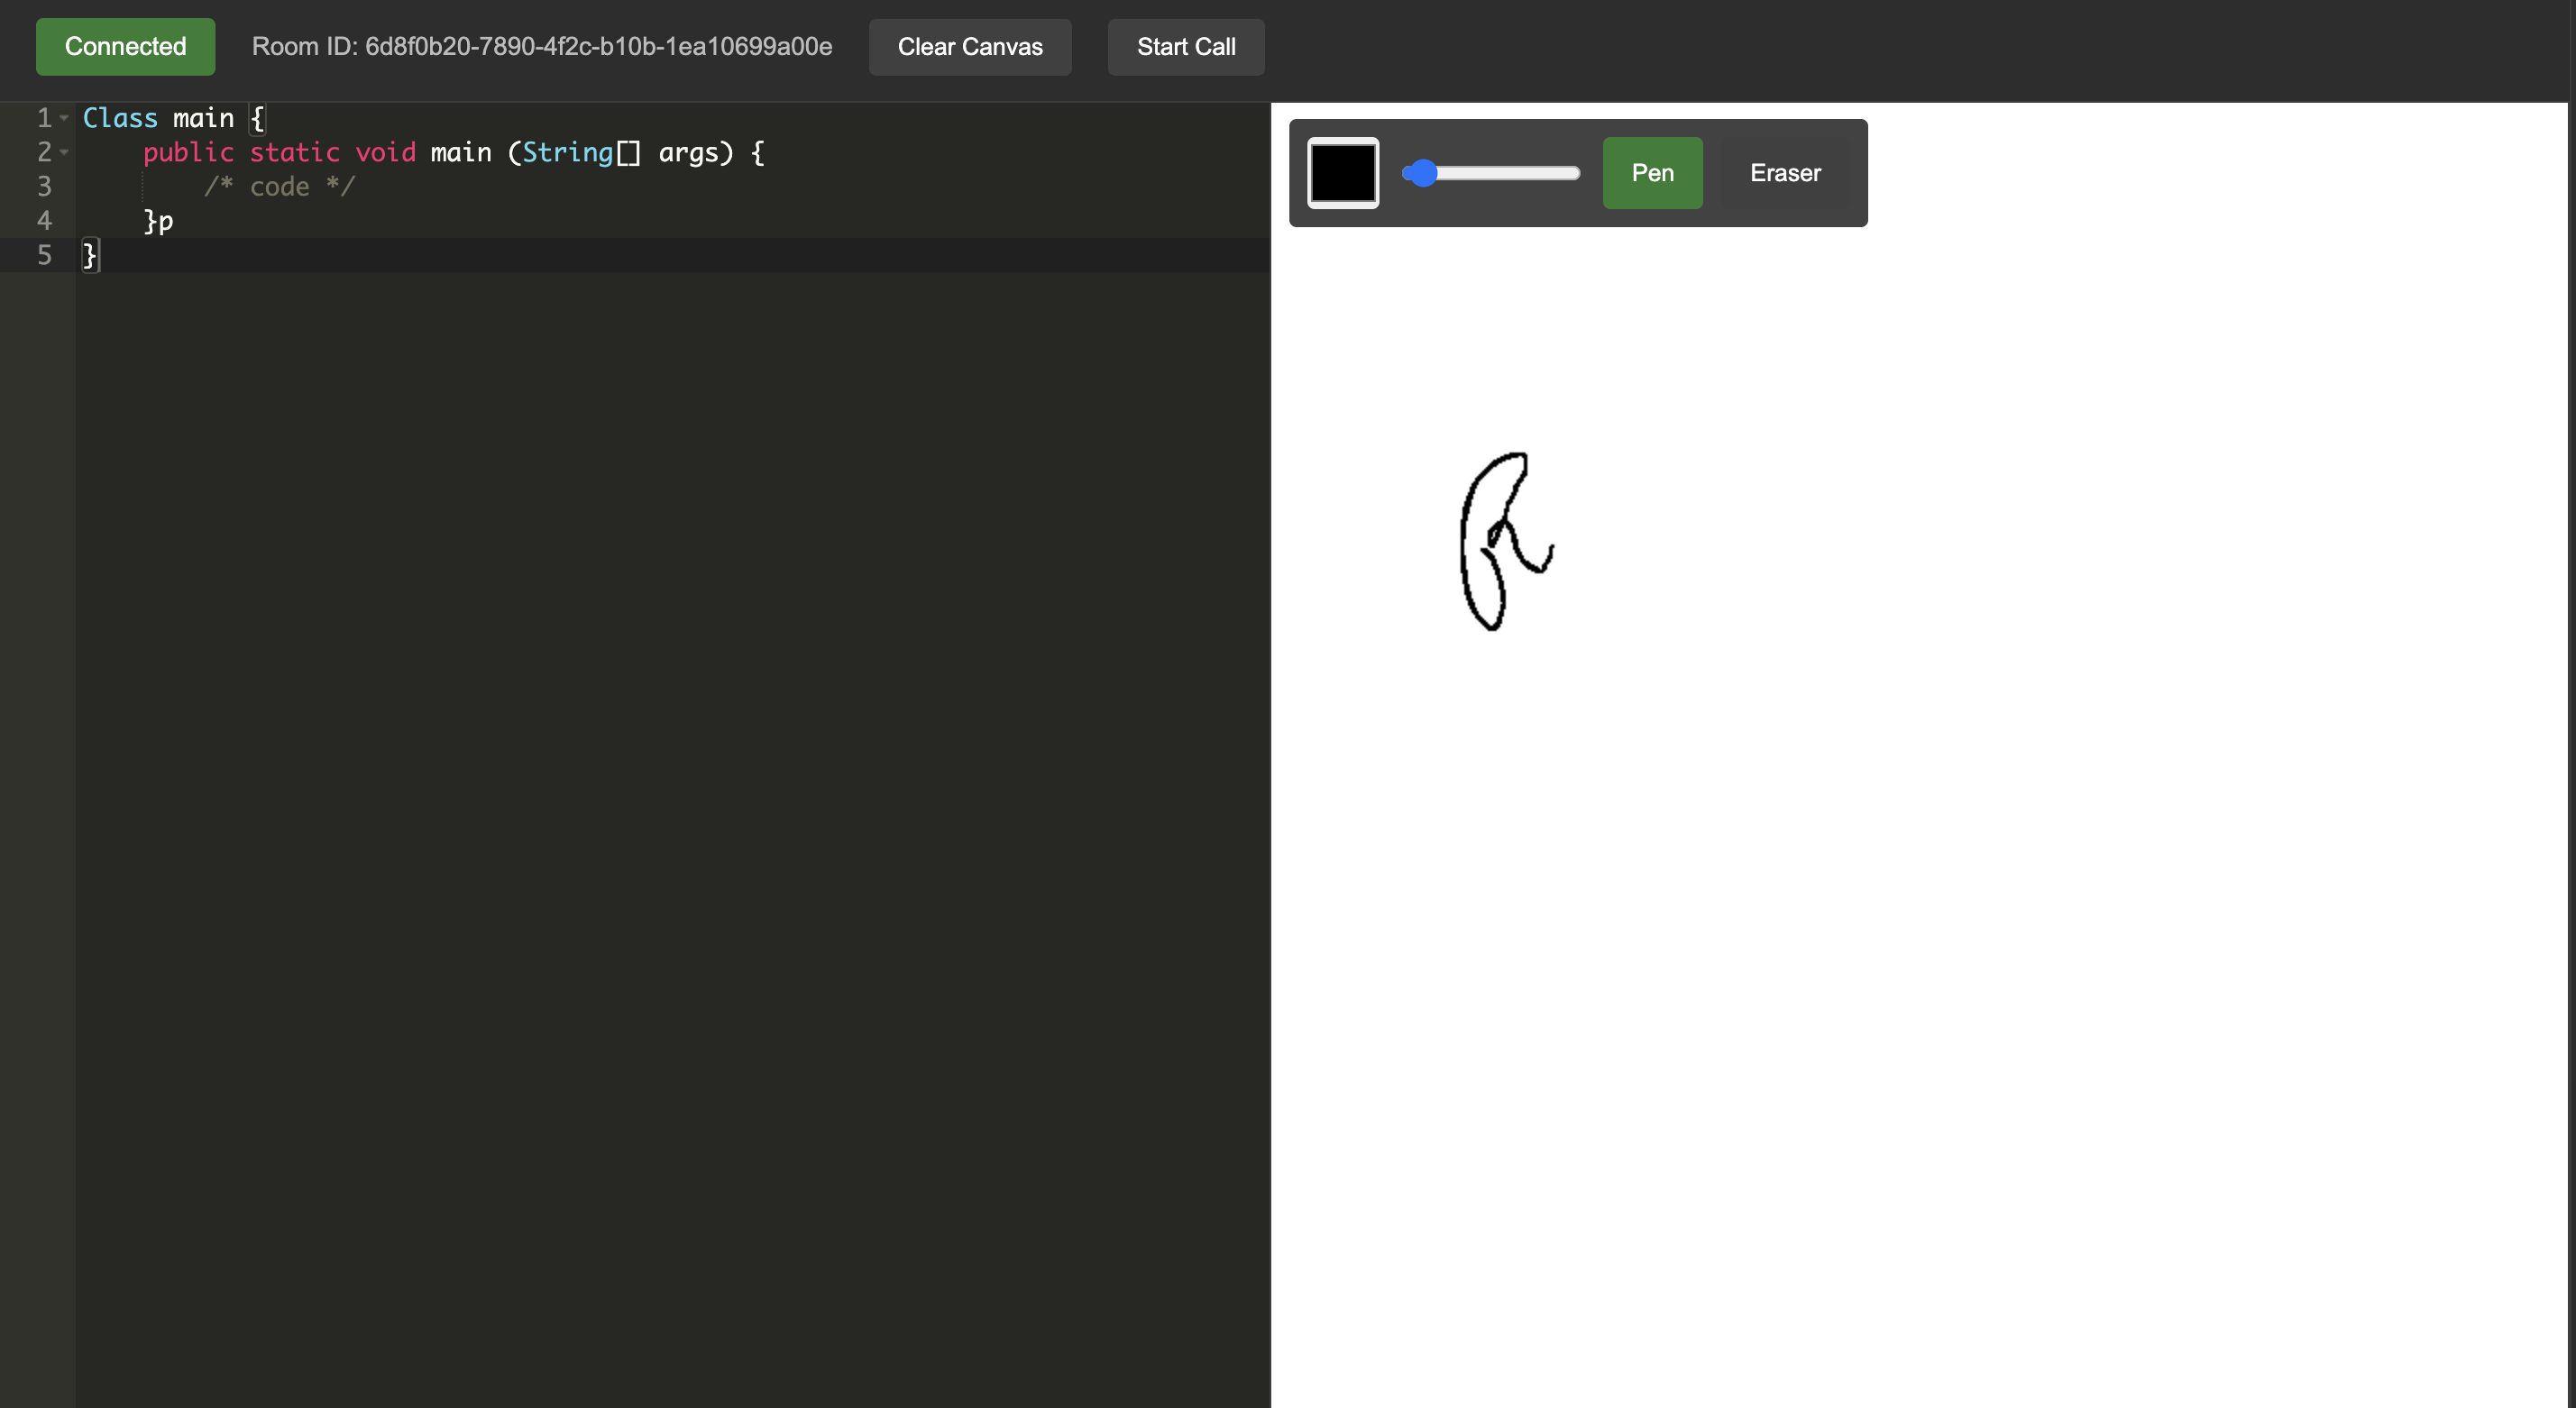 Connected Room ID: 6d8f0b20-7890-4f2c-b10b-1ea10699a00e Clear Canvas Start Call
1 Class main {
2 public static void main (String[] args) {
3 /* code */
4 }p
5 }
Pen Eraser